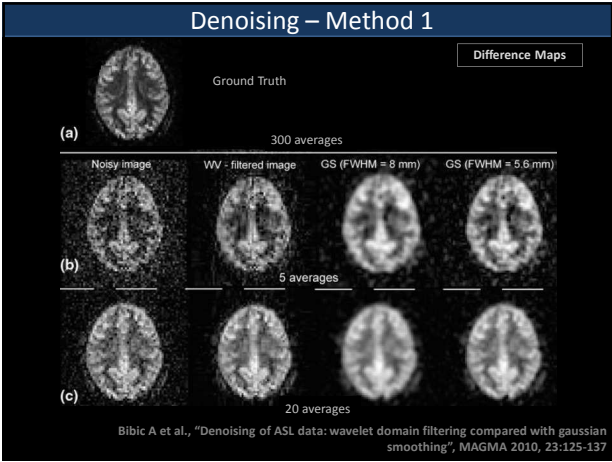 Denoising – Method 1
Difference Maps
Ground Truth
(a)
300 averages
Noisy image
WV - filtered image
GS (FWHM = 8 mm)
GS (FWHM = 5.6 mm)
(b)
5 averages
(c)
20 averages
Bibic A et al., “Denoising of ASL data: wavelet domain filtering compared with gaussian
smoothing”, MAGMA 2010, 23:125-137